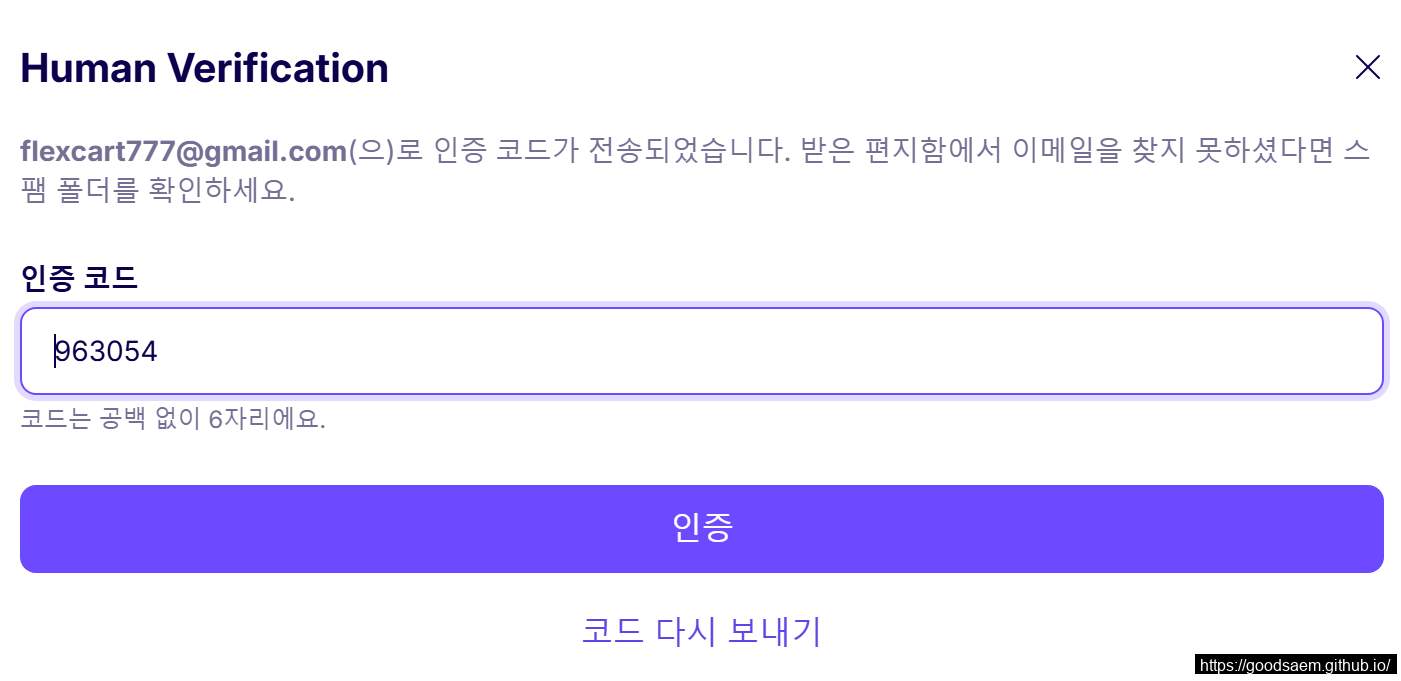 Human Verification
flexcart777@gmail.com(으)로 인증 코드가 전송되었습니다. 받은 편지함에서 이메일을 찾지 못하셨다면 스
팸 폴더를 확인하세요.
인증 코드
963054
코드는 공백 없이 6자리에요.
인증
코드 다시 보내기
https://goodsaem.github.io/